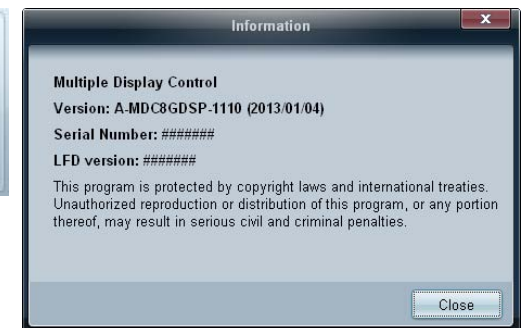 Information
x
Multiple Display Control
Version: A-MDC8GDSP-1110 (2013/01/04)
Serial Number: #######
LFD version: #######
This program is protected by copyright laws and international treaties.
Unauthorized reproduction or distribution of this program, or any portion
thereof, may result in serious civil and criminal penalties.
Close